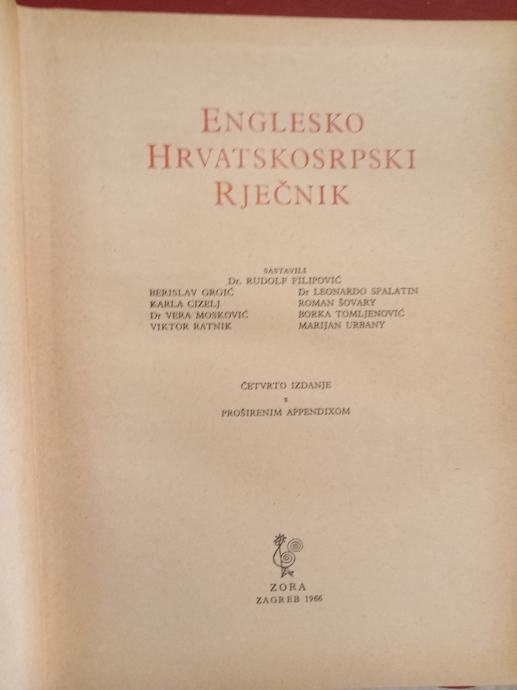 ENGLESKO
HRVATSKOSRPSKI
RJEČNIK
SASTAVILI
Dr. RUDOLF FILIPOVIĆ
BERISLAV GRGIĆ
KARLA CIZELJ
Dr VERA MOSKOVIĆ
VIKTOR RATNIK
Dr LEONARDO SPALATIN
ROMAN ŠOVARY
BORKA TOMLJENOVIĆ
MARIJAN URBANY
ČETVRTO IZDANJE
S
PROŠIRENIM APPENDIXOM
ZORA
ZAGREB 1966